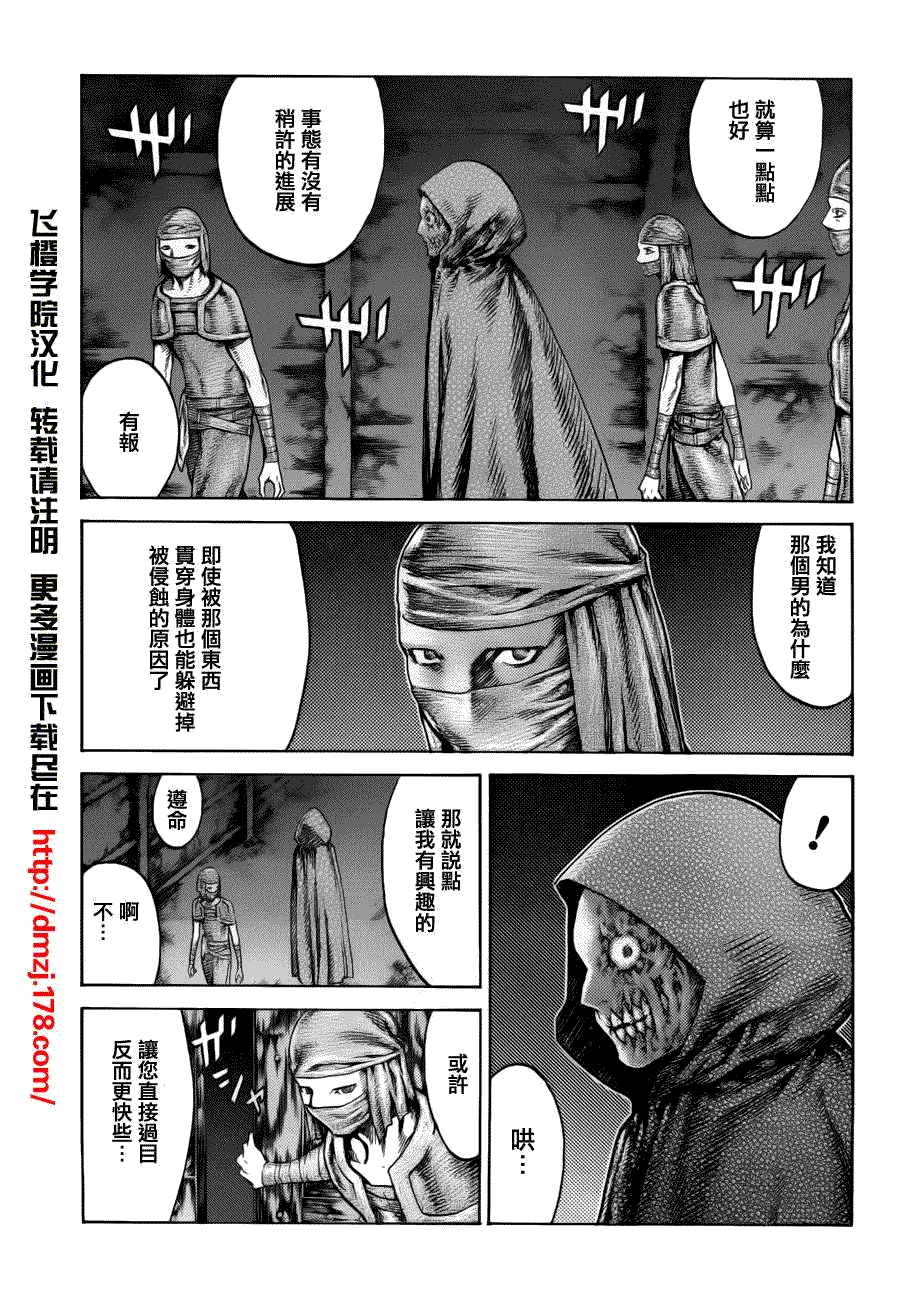 就算一點點
也好
事態有沒有
稍許的進展
有報
我知道
那個男的為什麼
即使被那個東西
貫穿身體也能躲避掉
被侵蝕的原因了
！
哄…
那就說點
讓我有興趣的
遵命
啊
不…
或許
讓您直接過目
反而更快些…
飞橙学院汉化 转载请注明 更多漫画下载尽在 http://dmzj.178.com/